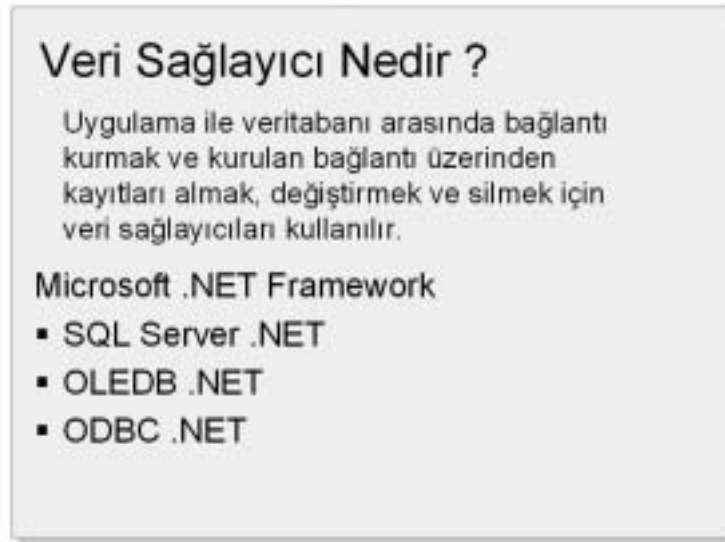 Veri Sağlayıcı Nedir ?
Uygulama ile veritabanı arasında bağlantı
kurmak ve kurulan bağlantı üzerinden
kayıtları almak, değiştirmek ve silmek için
veri sağlayıcıları kullanılır.
Microsoft .NET Framework
▪ SQL Server .NET
▪ OLEDB .NET
▪ ODBC .NET